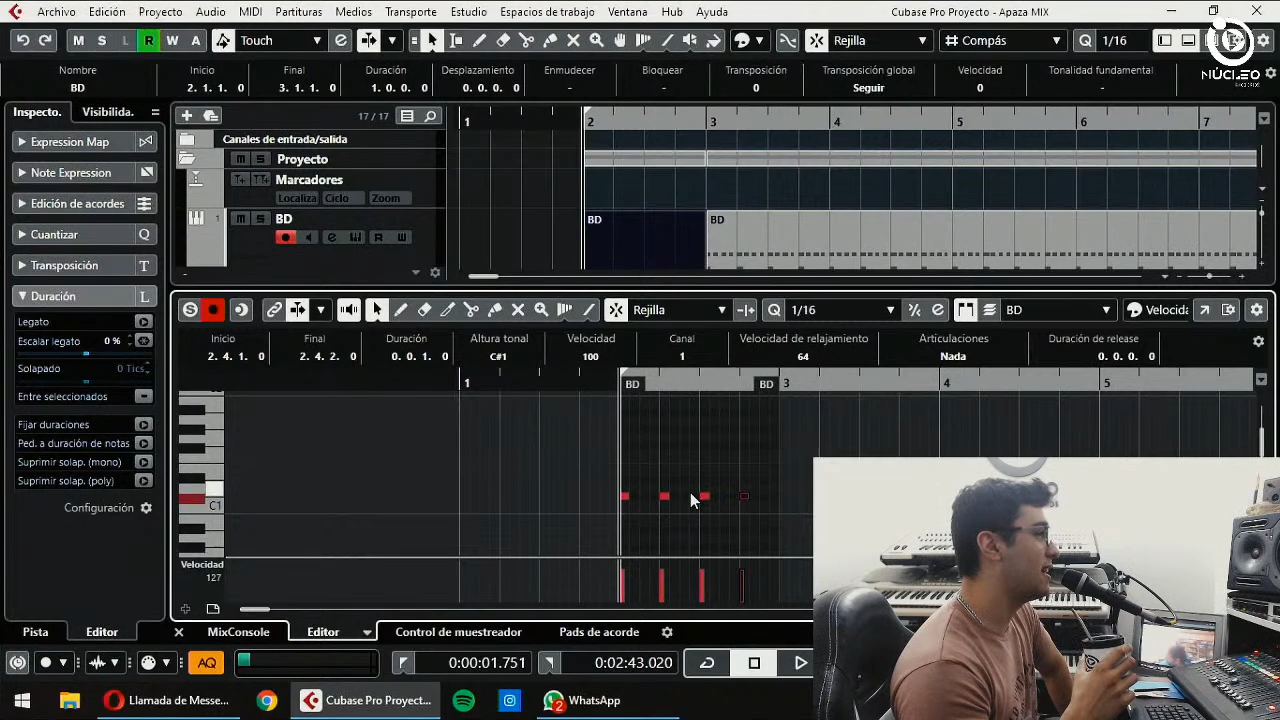 Archivo Edición Proyecto Audio MIDI Partituras Medios Transporte Estudio Espacios de trabajo Ventana Hub Ayuda Cubase Pro Proyecto - Apaza MIX
M S L R W A Touch Rejilla Compás Q 1/16
NÚCLEO
Nombre Inicio Final Duración Desplazamiento Enmudecer Bloquear Transposición Transposición global Velocidad Tonalidad fundamental
BD 2. 1. 1. 0 3. 1. 1. 0 1. 0. 0. 0 0. 0. 0. 0 - - 0 Seguir 0 -
Inspecto. Visibilida. 17 / 17 1 2 3 4 5 6 7
Expression Map
Canales de entrada/salida
M S Proyecto
Note Expression
Marcadores
Localiza Ciclo Zoom
Edición de acordes
1 M S BD BD BD
Cuantizar Q
R W
Transposición T
Duración L
Rejilla Q 1/16 BD Velocida
Legato
Escalar legato 0 %
Solapado 0 Tics
Entre seleccionados
Fijar duraciones
Ped. a duración de notas
Suprimir solap. (mono)
Suprimir solap. (poly)
Configuración
Inicio Final Duración Altura tonal Velocidad Canal Velocidad de relajamiento Articulaciones Duración de release
2. 4. 1. 0 2. 4. 2. 0 0. 0. 1. 0 C#1 100 1 64 Nada 0. 0. 0. 0
1 BD BD 3 4 5
C1
Velocidad
127
Pista Editor MixConsole Editor Control de muestreador Pads de acorde
AQ 0:00:01.751 0:02:43.020
Llamada de Messe... Cubase Pro Proyect... 2 WhatsApp